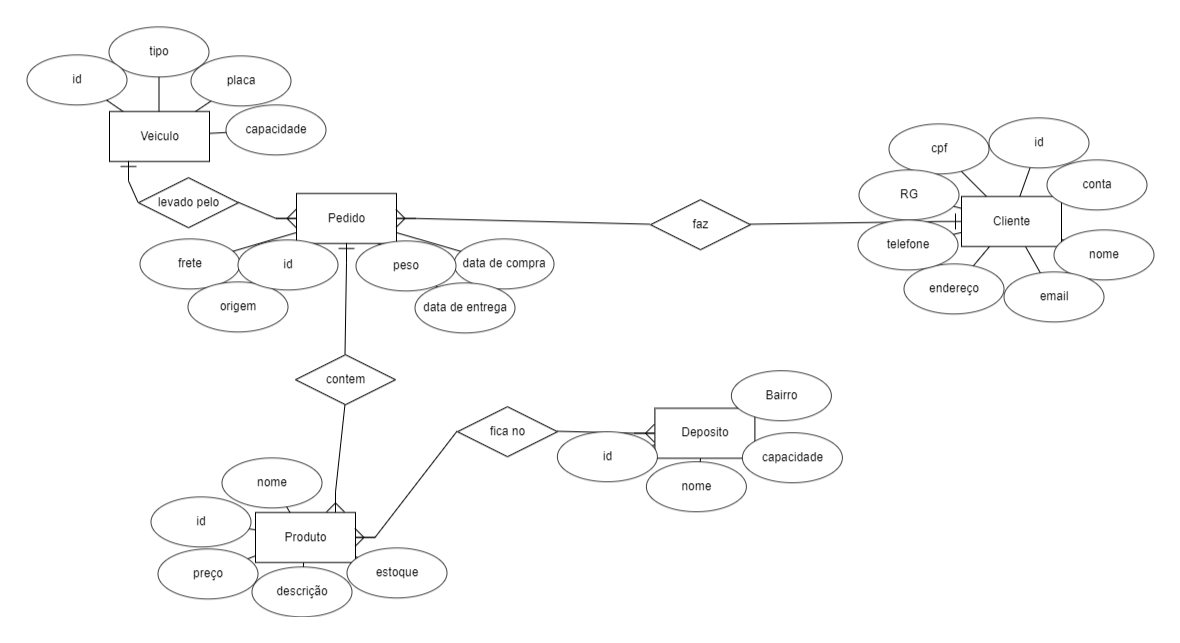 tipo
id
placa
capacidade
Veiculo
levado pelo
Pedido
frete
id
peso
data de compra
origem
data de entrega
faz
cpf
id
conta
RG
Cliente
telefone
nome
endereço
email
contem
Bairro
fica no
Deposito
id
capacidade
nome
nome
id
Produto
preço
estoque
descrição